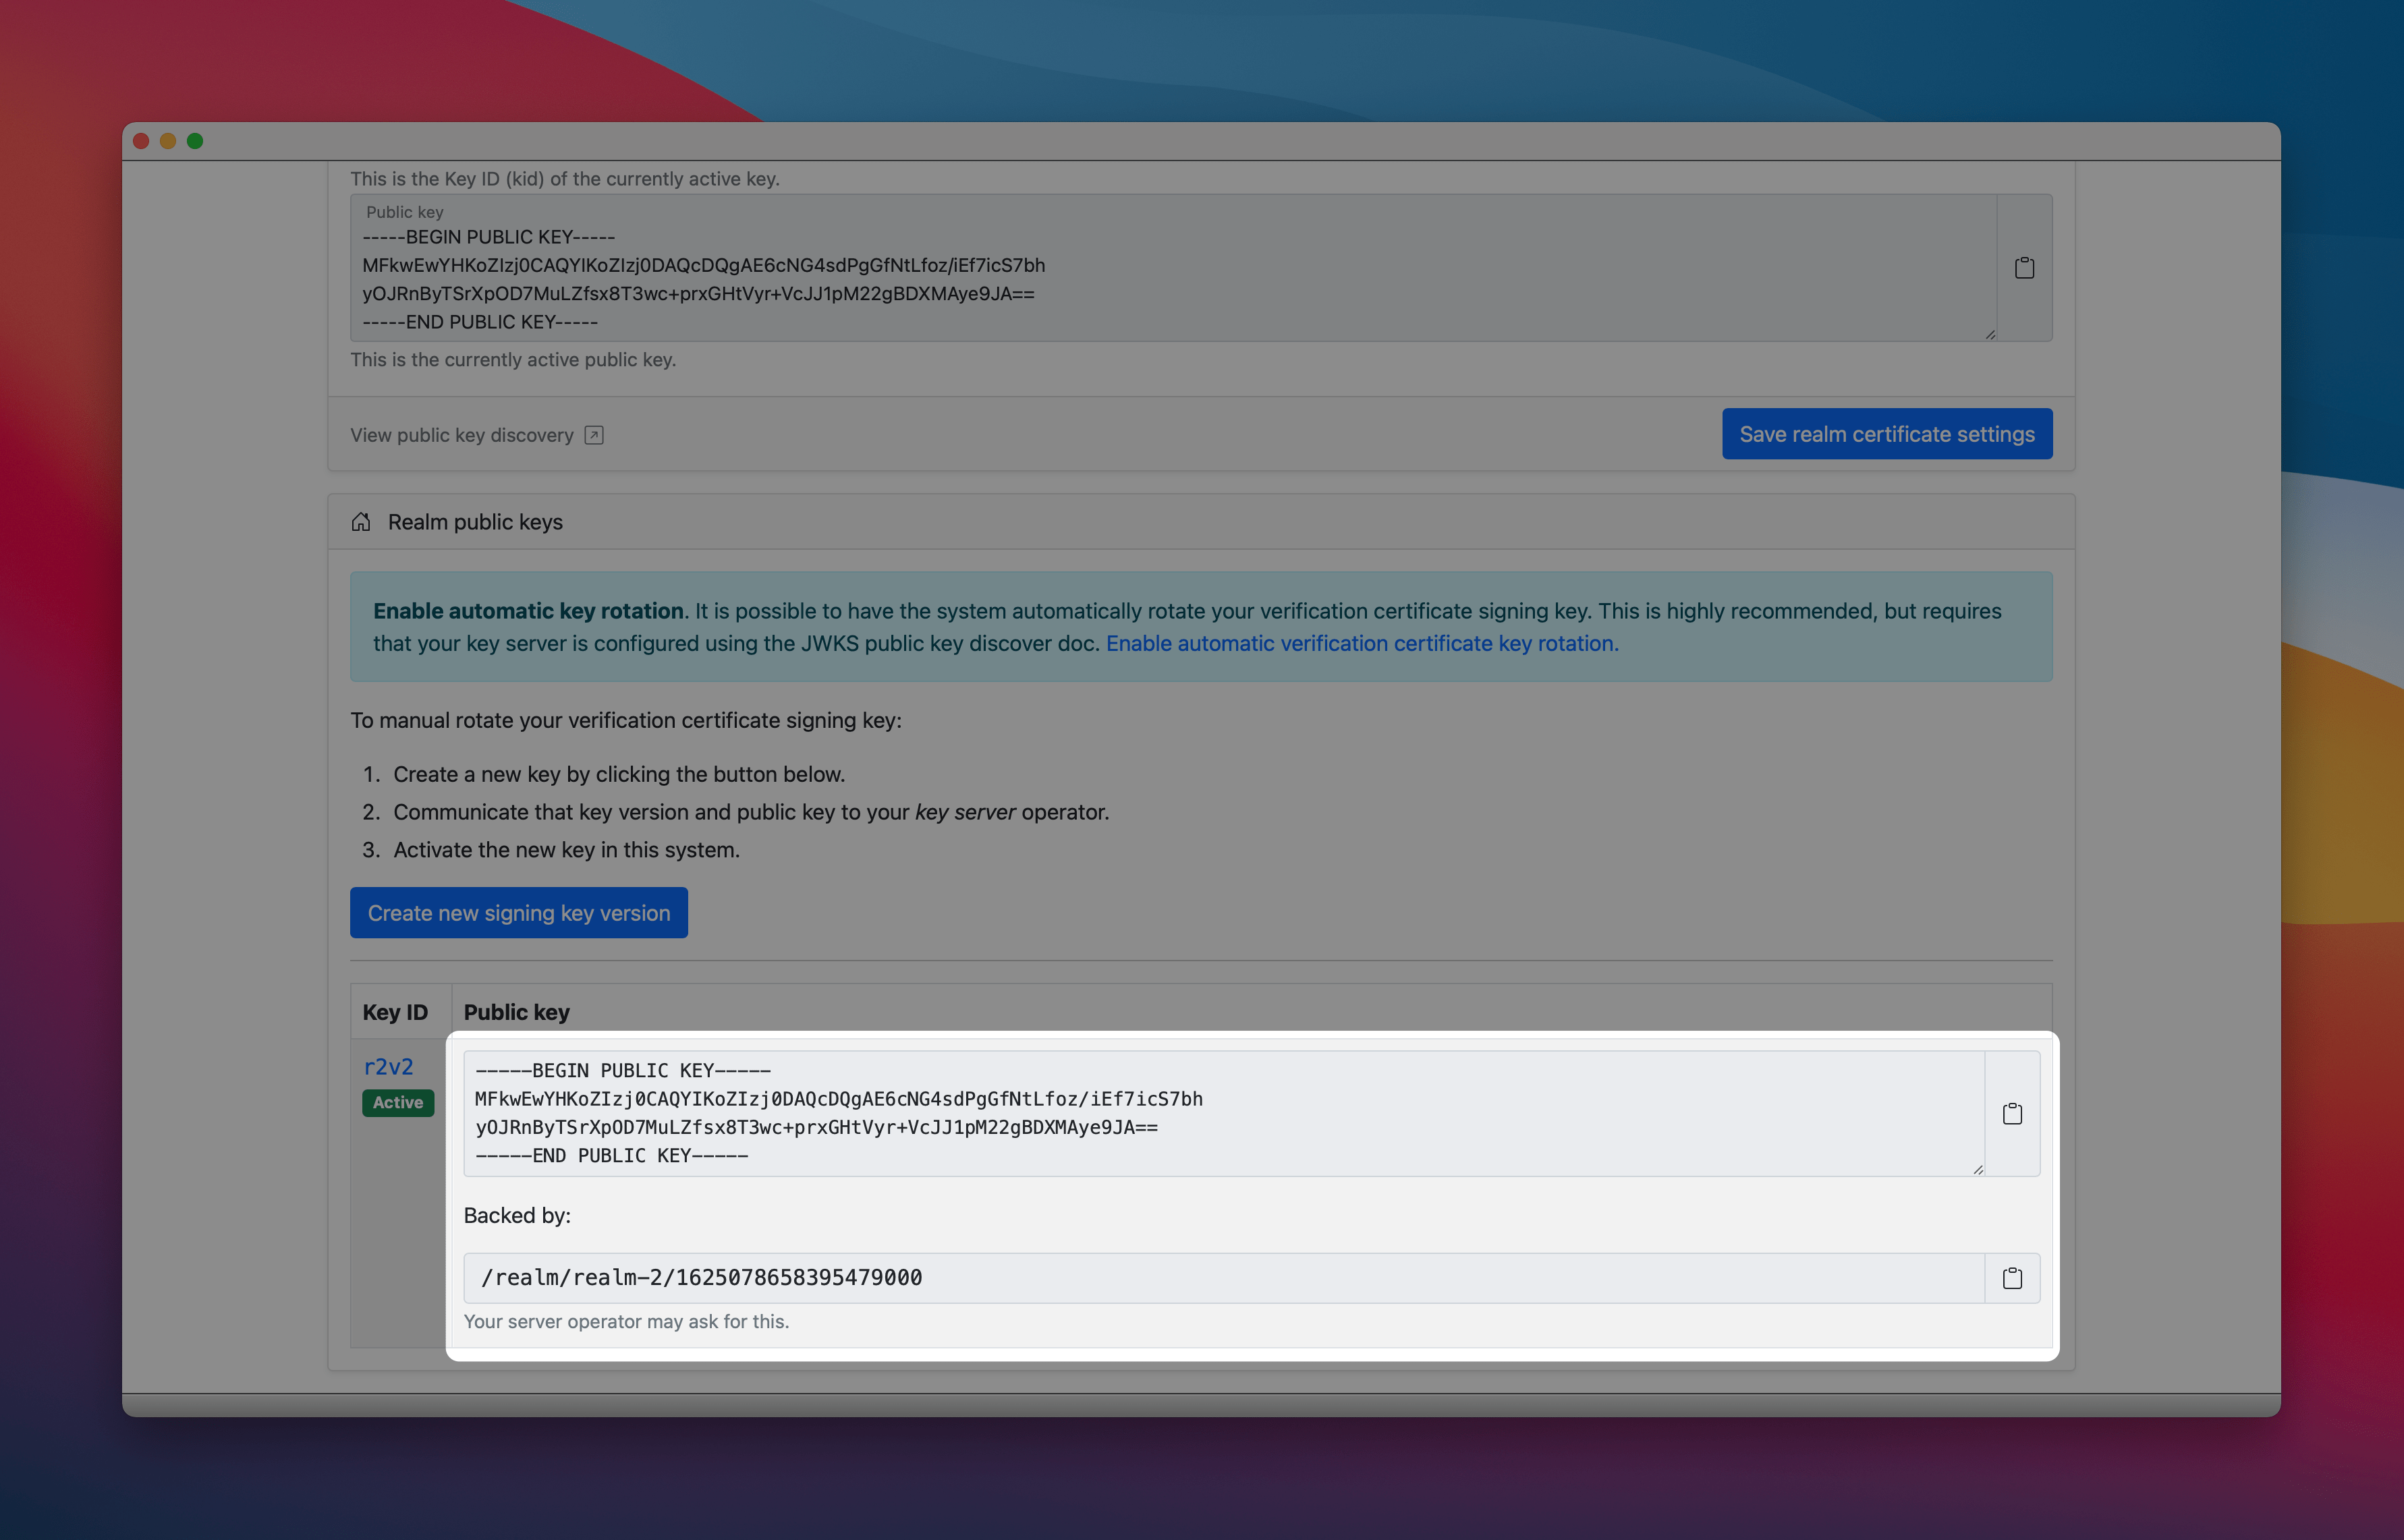 This is the Key ID (kid) of the currently active key.
Public key
-----BEGIN PUBLIC KEY-----
MFkwEwYHKoZIzj0CAQYIKoZIzj0DAQcDQgAE6cNG4sdPgGfNtLfoz/iEf7icS7bh
yOJRnByTSrXpOD7MuLZfsx8T3wc+prxGHtVyr+VcJJ1pM22gBDXMAye9JA==
-----END PUBLIC KEY-----
This is the currently active public key.
View public key discovery
Save realm certificate settings
Realm public keys
Enable automatic key rotation. It is possible to have the system automatically rotate your verification certificate signing key. This is highly recommended, but requires
that your key server is configured using the JWKS public key discover doc. Enable automatic verification certificate key rotation.
To manual rotate your verification certificate signing key:
1. Create a new key by clicking the button below.
2. Communicate that key version and public key to your key server operator.
3. Activate the new key in this system.
Create new signing key version
Key ID Public key
r2v2
Active
-----BEGIN PUBLIC KEY-----
MFkwEwYHKoZIzj0CAQYIKoZIzj0DAQcDQgAE6cNG4sdPgGfNtLfoz/iEf7icS7bh
yOJRnByTSrXpOD7MuLZfsx8T3wc+prxGHtVyr+VcJJ1pM22gBDXMAye9JA==
-----END PUBLIC KEY-----
Backed by:
/realm/realm-2/1625078658395479000
Your server operator may ask for this.